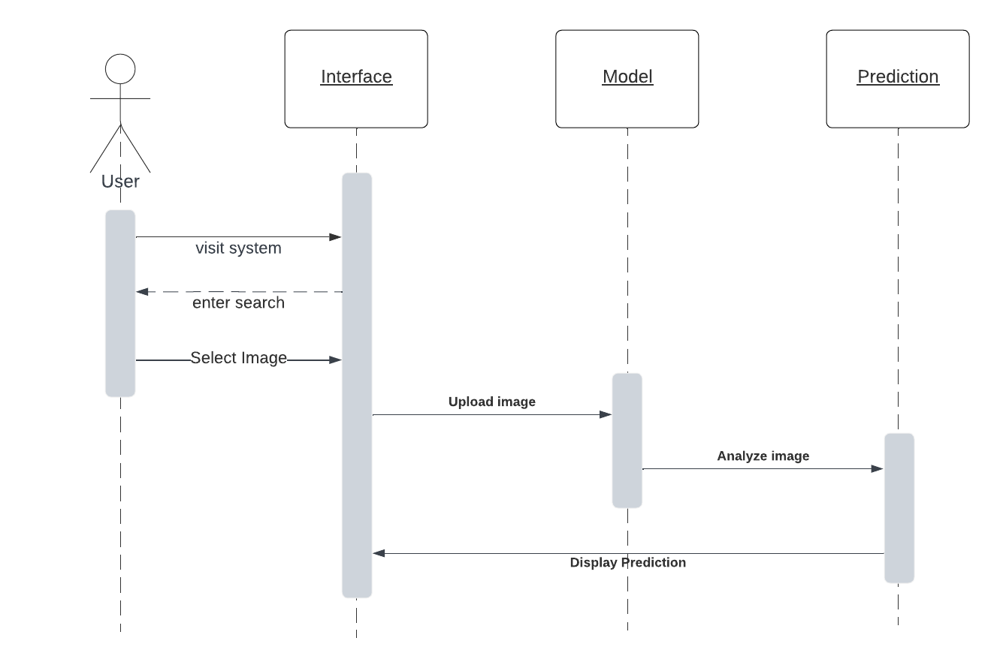 Interface
Model
Prediction
User
visit system
enter search
Select Image
Upload image
Analyze image
Display Prediction